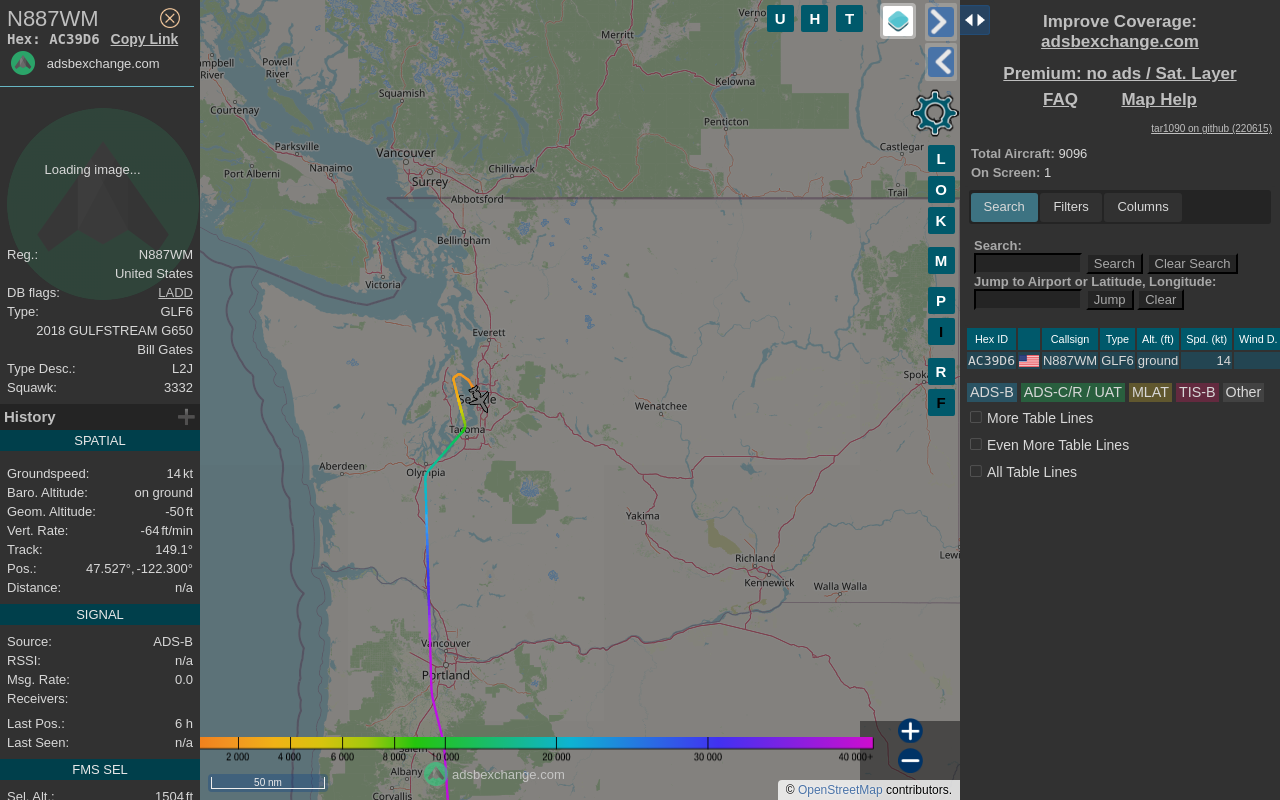 N887WM
Hex: AC39D6 Copy Link
adsbexchange.com
Loading image...
Reg.: N887WM
United States
DB flags: LADD
Type: GLF6
2018 GULFSTREAM G650
Bill Gates
Type Desc.: L2J
Squawk: 3332
History
SPATIAL
Groundspeed: 14 kt
Baro. Altitude: on ground
Geom. Altitude: -50 ft
Vert. Rate: -64 ft/min
Track: 149.1°
Pos.: 47.527°, -122.300°
Distance: n/a
SIGNAL
Source: ADS-B
RSSI: n/a
Msg. Rate: 0.0
Receivers:
Last Pos.: 6 h
Last Seen: n/a
FMS SEL
Sel. Alt.: 1504 ft
U H T
Merritt
River
Powell
River
Kelowna
Squamish
Courtenay
Penticton
Parksville
Vancouver
Castlegar
Nanaimo
Port Alberni
Chilliwack
Surrey
Trail
Abbotsford
Bellingham
Victoria
Everett
Wenatchee
Tacoma
Aberdeen
Olympia
Yakima
Richland
Kennewick
Walla Walla
Vancouver
Portland
Albany
Corvallis
L
O
K
M
P
I
R
F
2 000 4 000 6 000 8 000 10 000 20 000 30 000 40 000+
adsbexchange.com
50 nm
© OpenStreetMap contributors.
Improve Coverage:
adsbexchange.com
Premium: no ads / Sat. Layer
FAQ Map Help
tar1090 on github (220615)
Total Aircraft: 9096
On Screen: 1
Search Filters Columns
Search:
Search Clear Search
Jump to Airport or Latitude, Longitude:
Jump Clear
Hex ID Callsign Type Alt. (ft) Spd. (kt) Wind D.
AC39D6 N887WM GLF6 ground 14
ADS-B ADS-C/R / UAT MLAT TIS-B Other
More Table Lines
Even More Table Lines
All Table Lines